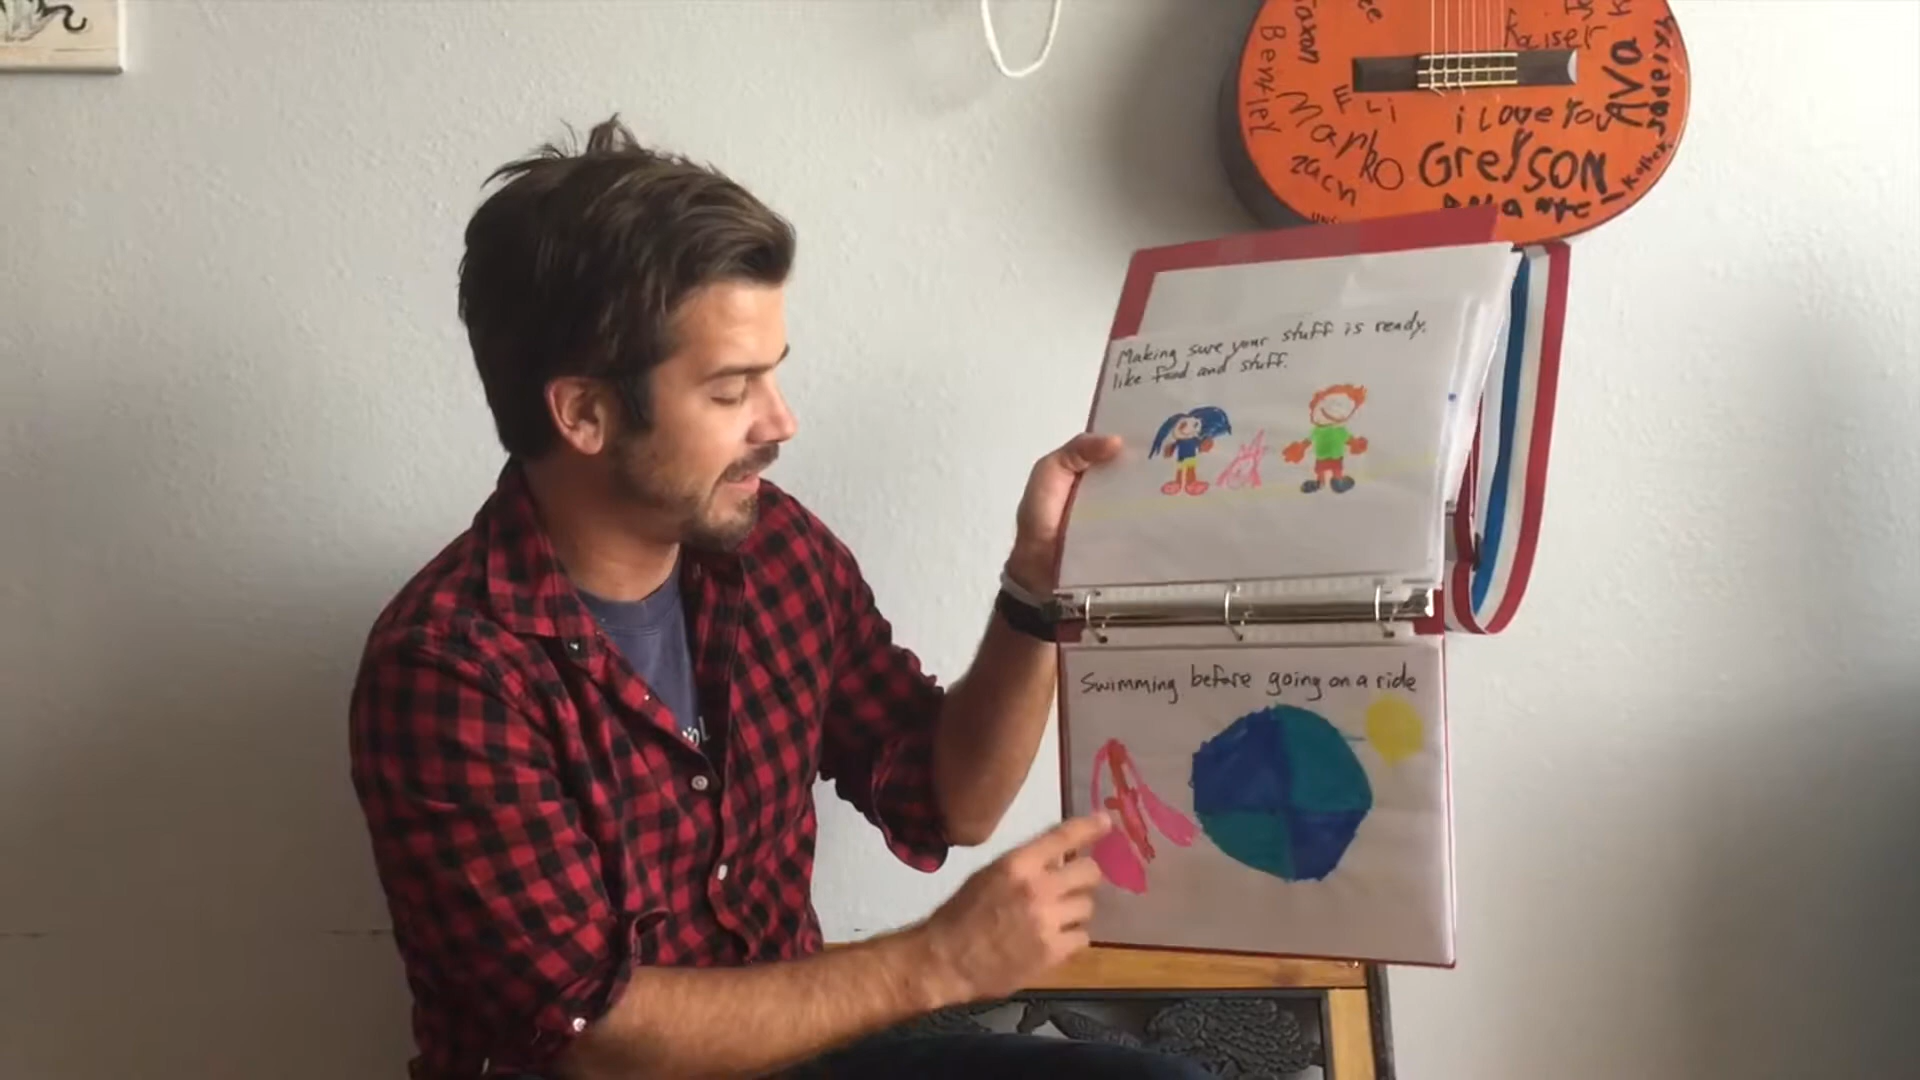 Bentley
Kaiser
Ava
ELi
i Love You
Marko
Greyson
zach
Making sure your stuff is ready,
like food and stuff.
Swimming before going on a ride